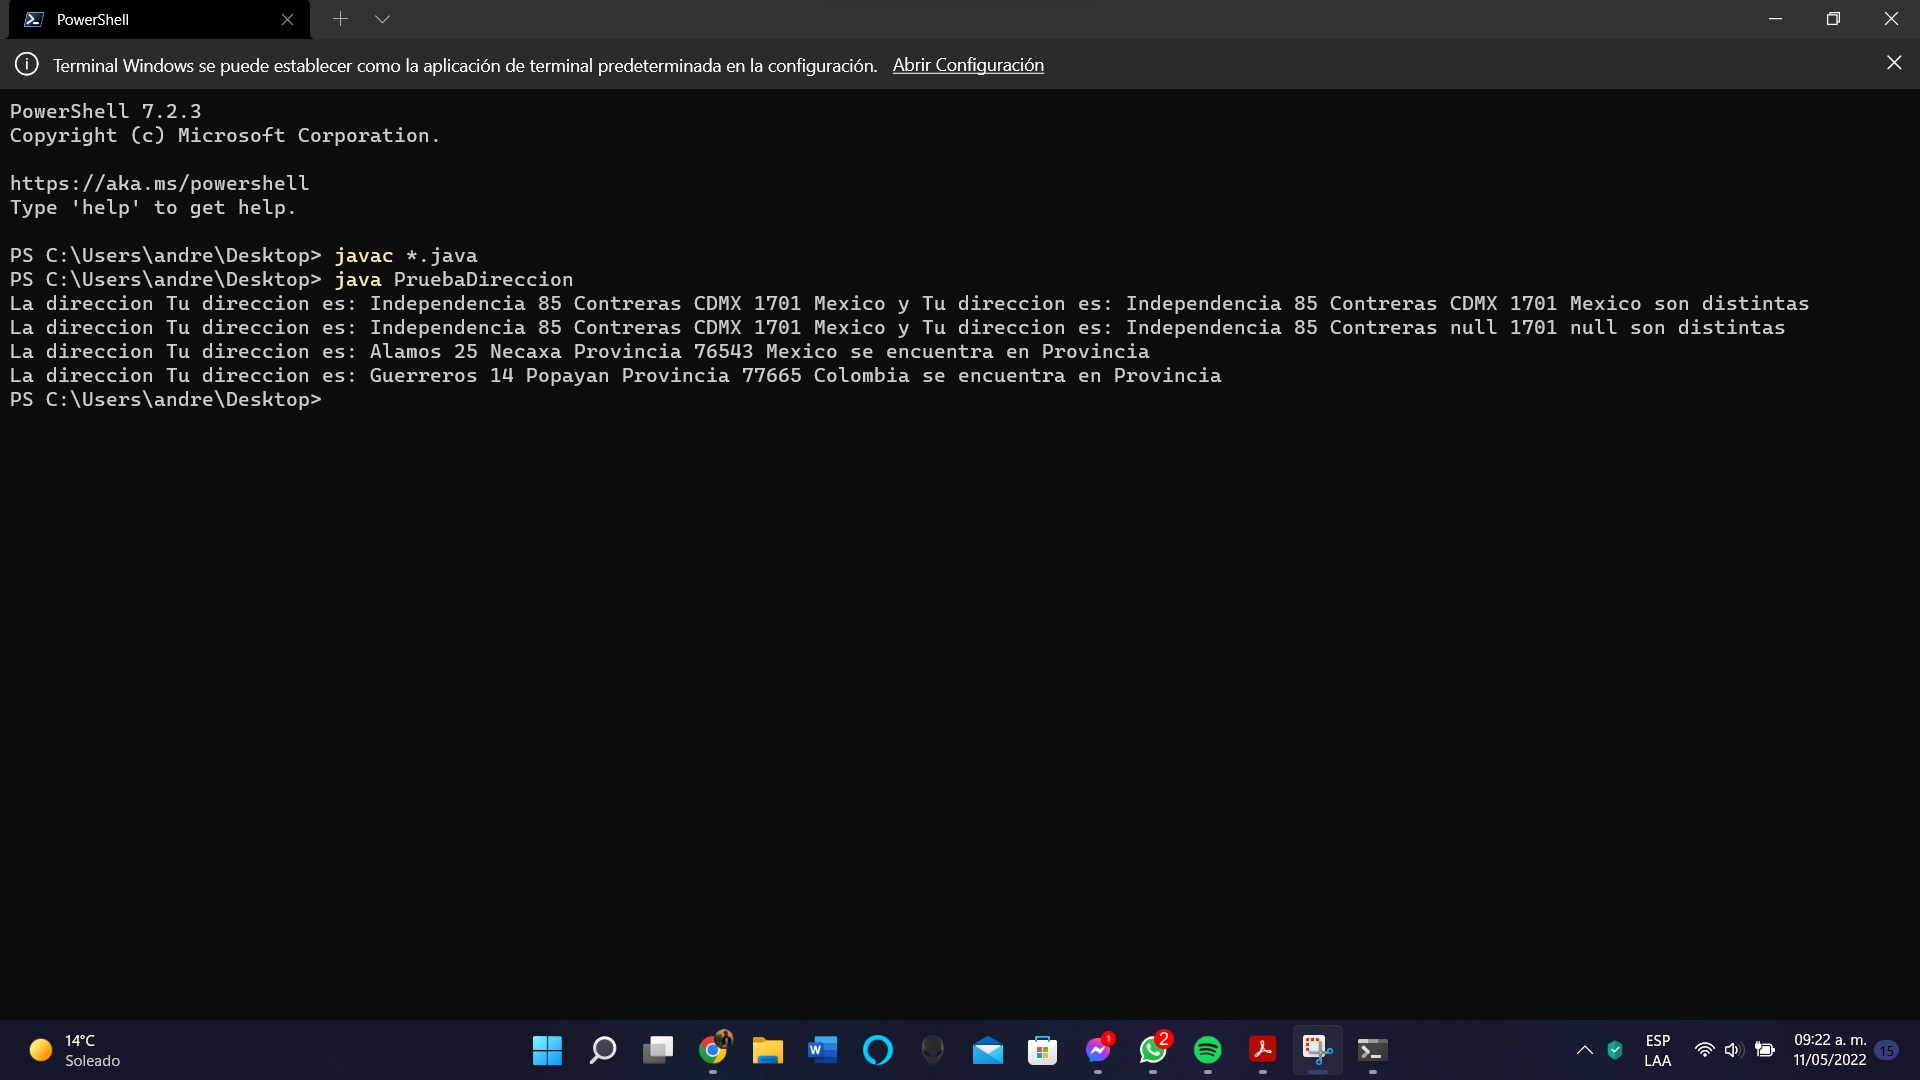 PowerShell
Terminal Windows se puede establecer como la aplicación de terminal predeterminada en la configuración. Abrir Configuración
PowerShell 7.2.3
Copyright (c) Microsoft Corporation.
https://aka.ms/powershell
Type 'help' to get help.
PS C:\Users\andre\Desktop> javac *.java
PS C:\Users\andre\Desktop> java PruebaDireccion
La direccion Tu direccion es: Independencia 85 Contreras CDMX 1701 Mexico y Tu direccion es: Independencia 85 Contreras CDMX 1701 Mexico son distintas
La direccion Tu direccion es: Independencia 85 Contreras CDMX 1701 Mexico y Tu direccion es: Independencia 85 Contreras null 1701 null son distintas
La direccion Tu direccion es: Alamos 25 Necaxa Provincia 76543 Mexico se encuentra en Provincia
La direccion Tu direccion es: Guerreros 14 Popayan Provincia 77665 Colombia se encuentra en Provincia
PS C:\Users\andre\Desktop>
14°C
Soleado
W
1
2
ESP
LAA
09:22 a. m.
11/05/2022
15